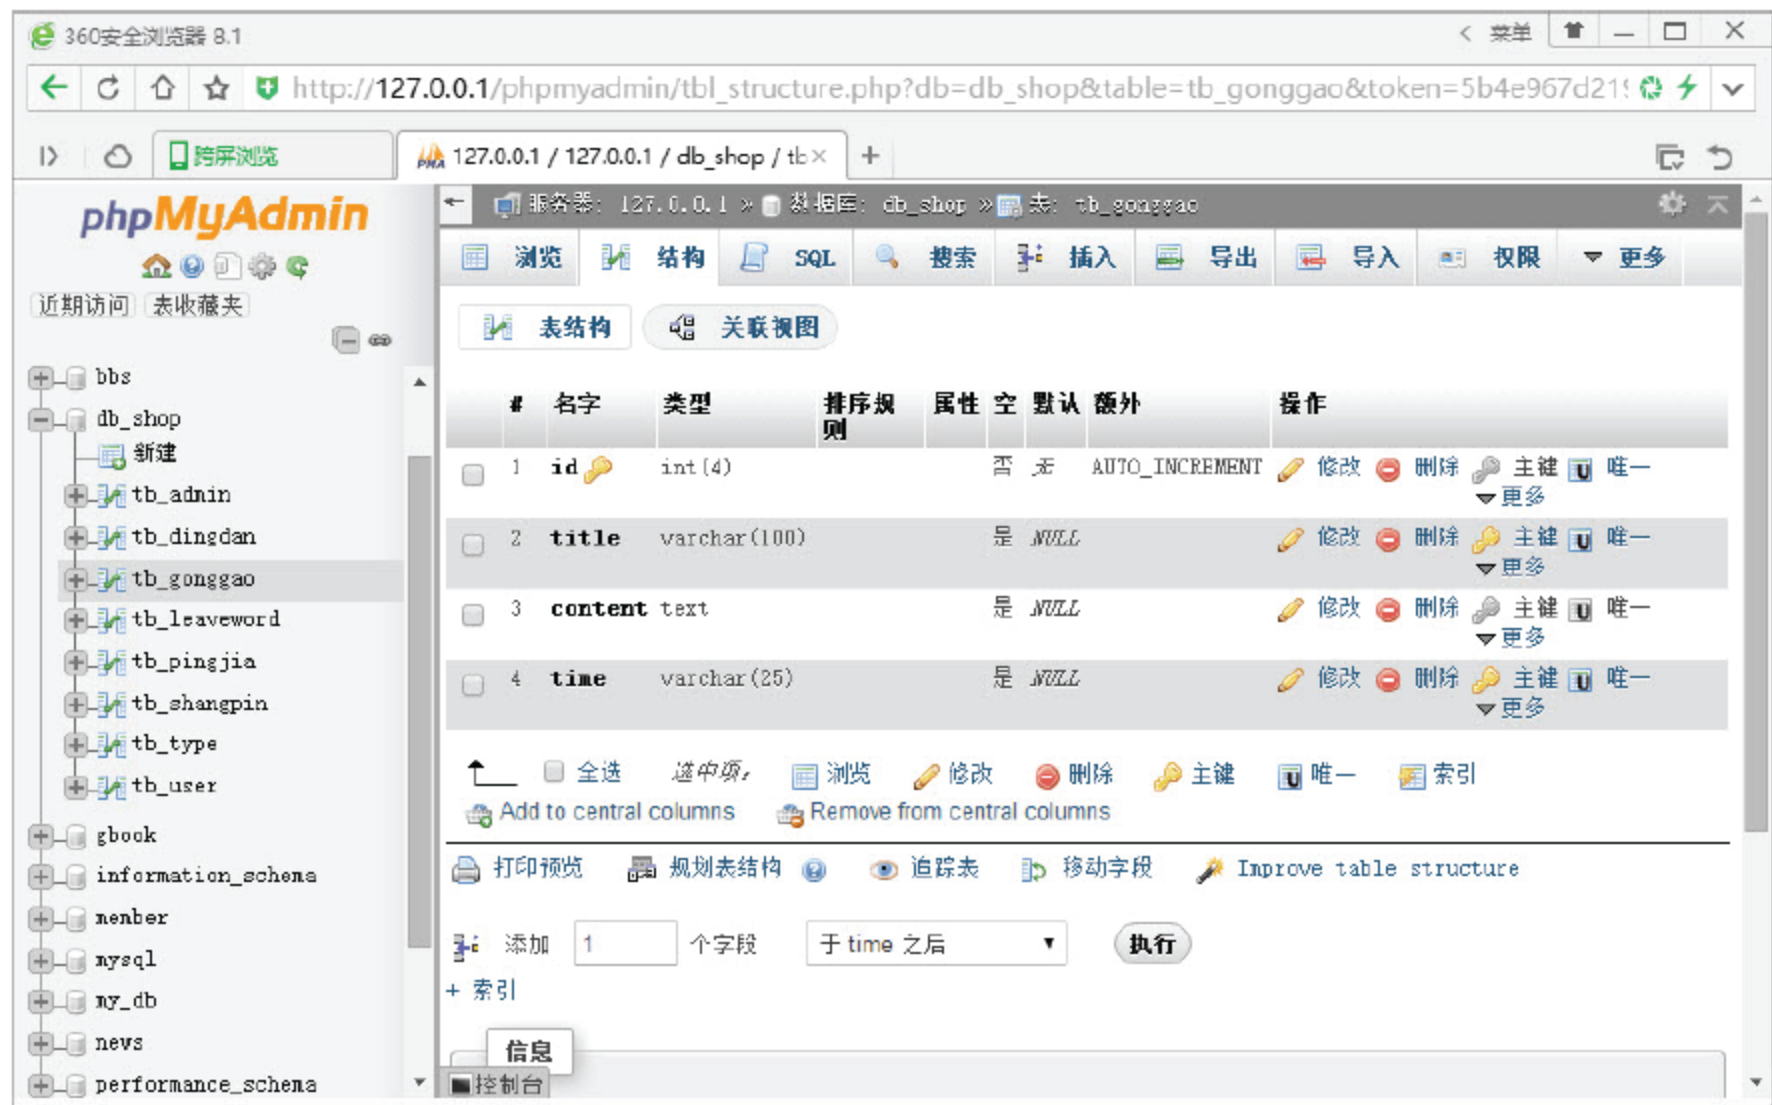 360安全浏览器 8.1
菜单
http://127.0.0.1/phpmyadmin/tbl_structure.php?db=db_shop&table=tb_gonggao&token=5b4e967d219
跨屏浏览
127.0.0.1 / 127.0.0.1 / db_shop / tb
phpMyAdmin
近期访问 表收藏夹
bbs
db_shop
新建
tb_admin
tb_dingdan
tb_gonggao
tb_leaveword
tb_pingjia
tb_shangpin
tb_type
tb_user
gbook
information_schema
member
mysql
my_db
news
performance_schema
服务器: 127.0.0.1 » 数据库: db_shop » 表: tb_gonggao
浏览 结构 SQL 搜索 插入 导出 导入 权限 更多
表结构 关联视图
# 名字 类型 排序规则 属性 空 默认 额外 操作
1 id int(4) 否 无 AUTO_INCREMENT 修改 删除 主键 唯一
更多
2 title varchar(100) 是 NULL 修改 删除 主键 唯一
更多
3 content text 是 NULL 修改 删除 主键 唯一
更多
4 time varchar(25) 是 NULL 修改 删除 主键 唯一
更多
全选 选中项: 浏览 修改 删除 主键 唯一 索引
Add to central columns Remove from central columns
打印预览 规划表结构 追踪表 移动字段 Improve table structure
添加 1 个字段 于 time 之后 执行
+ 索引
信息
控制台